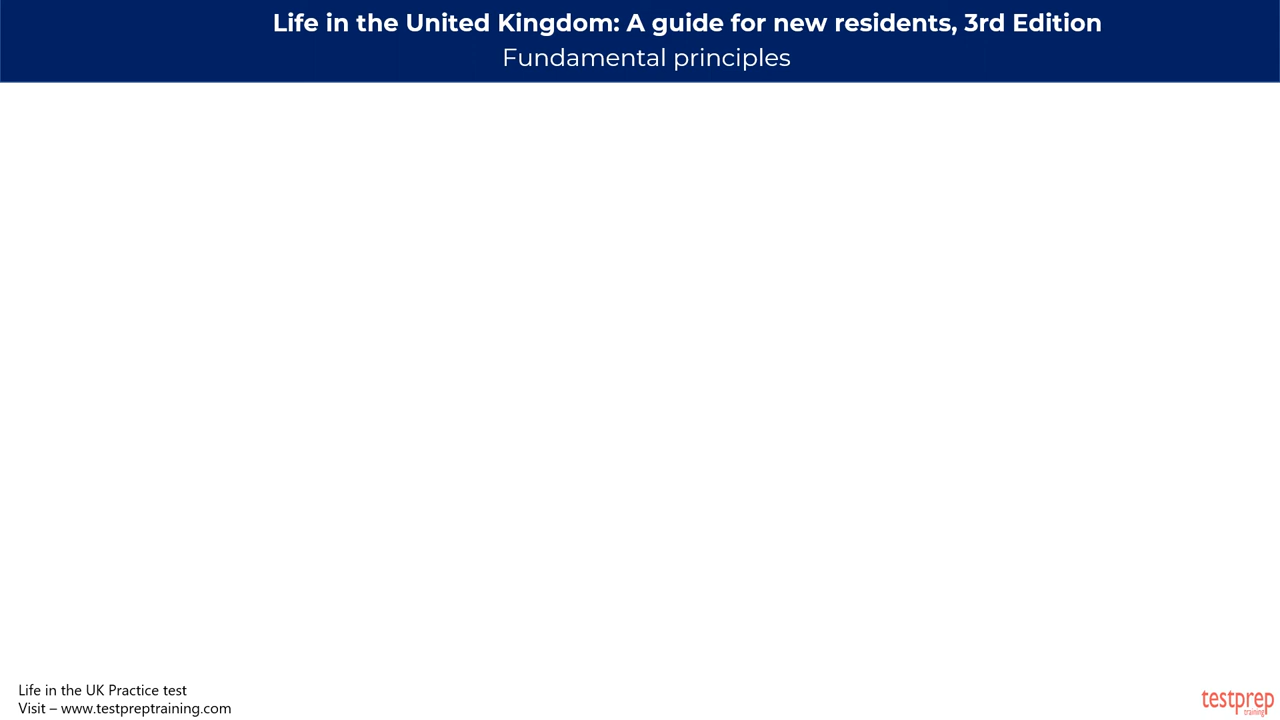 Life in the United Kingdom: A guide for new residents, 3rd Edition
Fundamental principles
Life in the UK Practice test
Visit – www.testpreptraining.com
testprep
training